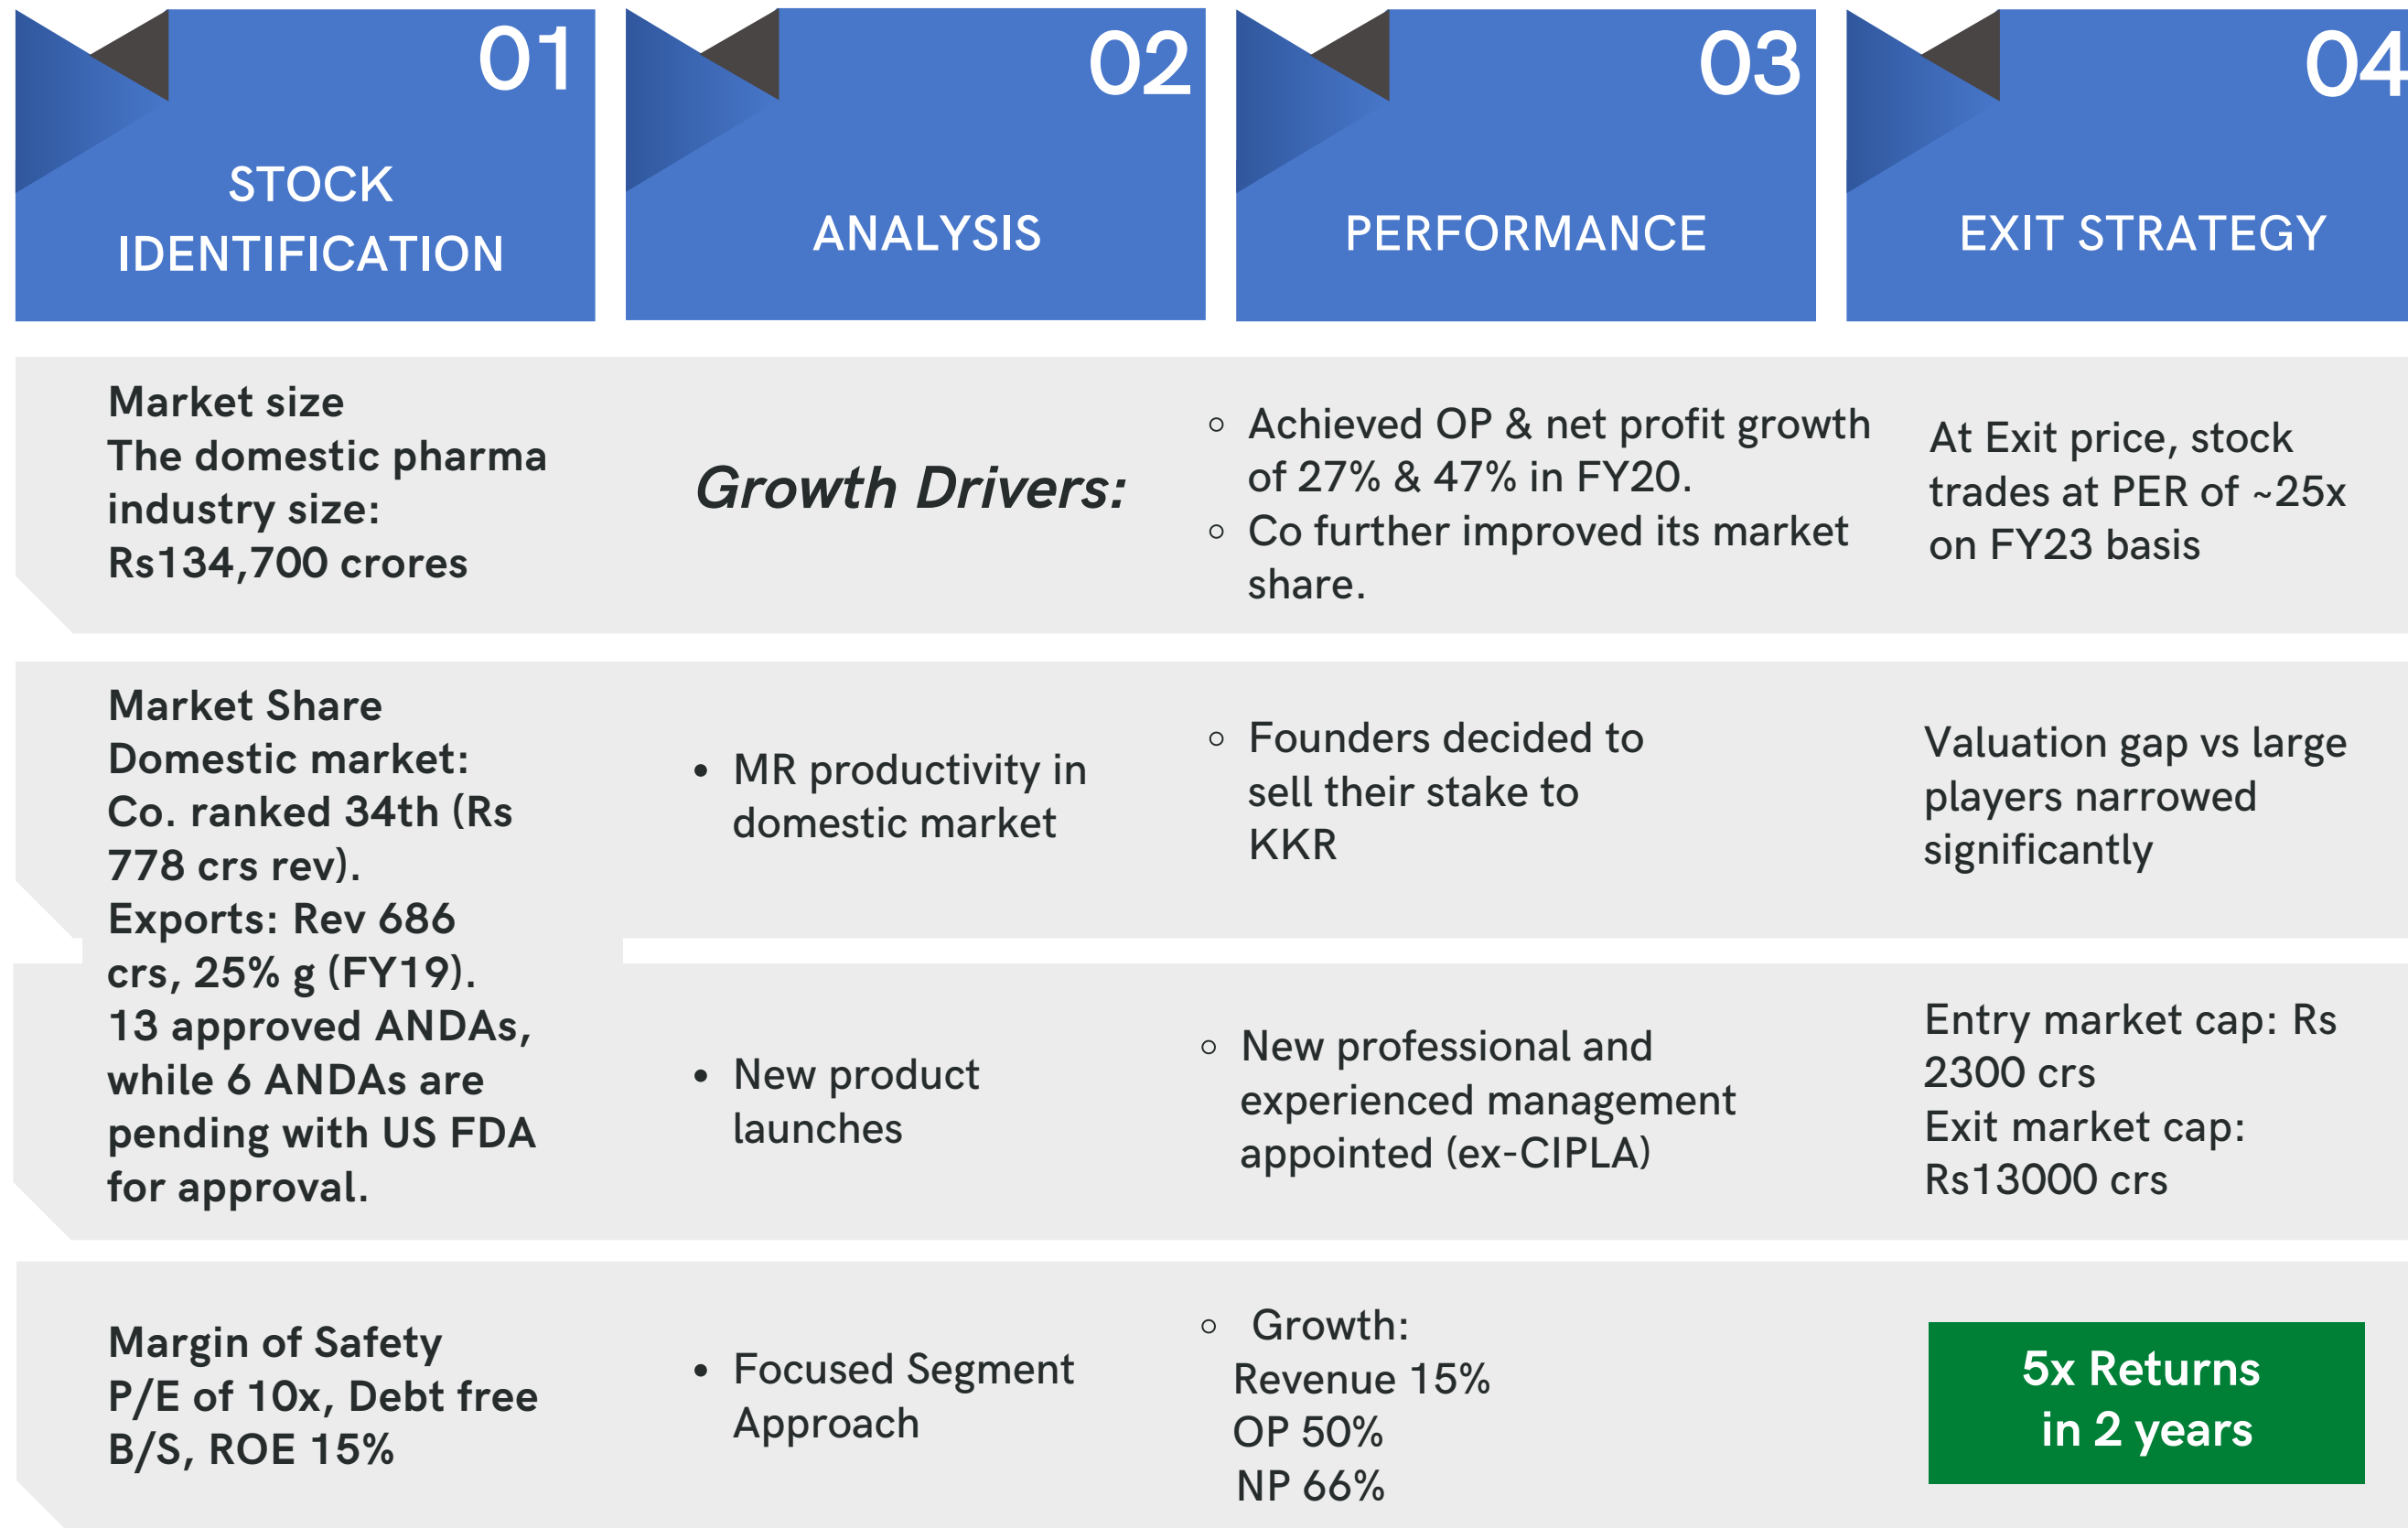 01
STOCK
IDENTIFICATION
02
ANALYSIS
03
PERFORMANCE
04
EXIT STRATEGY
Market size
The domestic pharma
industry size:
Rs134,700 crores
Growth Drivers:
◦ Achieved OP & net profit growth
of 27% & 47% in FY20.
◦ Co further improved its market
share.
At Exit price, stock
trades at PER of ~25x
on FY23 basis
Market Share
Domestic market:
Co. ranked 34th (Rs
778 crs rev).
Exports: Rev 686
crs, 25% g (FY19).
13 approved ANDAs,
while 6 ANDAs are
pending with US FDA
for approval.
• MR productivity in
domestic market
◦ Founders decided to
sell their stake to
KKR
Valuation gap vs large
players narrowed
significantly
• New product
launches
◦ New professional and
experienced management
appointed (ex-CIPLA)
Entry market cap: Rs
2300 crs
Exit market cap:
Rs13000 crs
Margin of Safety
P/E of 10x, Debt free
B/S, ROE 15%
• Focused Segment
Approach
◦ Growth:
Revenue 15%
OP 50%
NP 66%
5x Returns
in 2 years